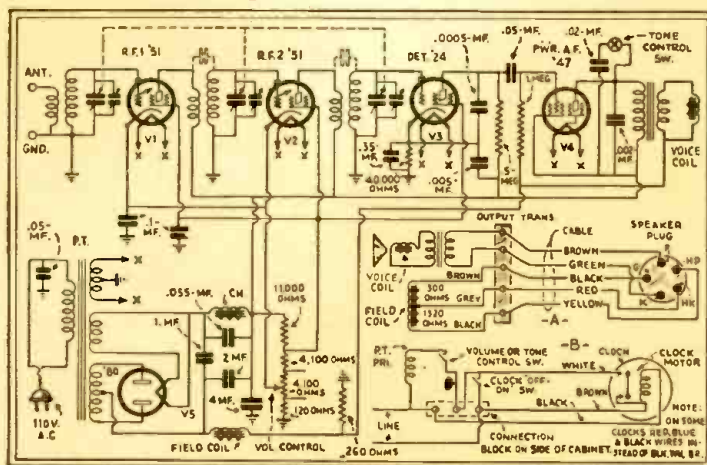 R.F.1 '51
R.F.2 '51
DET. '24
.0005-MF.
.05-MF.
.02-MF.
PWR. A.F.
'47
TONE
CONTROL
SW.
ANT.
GND.
V1
V2
V3
V4
1 MEG.
.35-
MF.
40,000
OHMS
.005-
MF.
.5-
MEG.
.002-
MF.
VOICE
COIL
X X
X X
X X
X X
.1-
MF.
.05-
MF.
P.T.
X
X
'80
V5
110 V.
A.C.
1. MF.
.055-MF.
CH.
2 MF.
4 MF.
11,000
OHMS
4,100 OHMS
4,100
OHMS
120 OHMS
260 OHMS
FIELD COIL
VOL. CONTROL
OUTPUT TRANS.
CABLE
SPEAKER
PLUG
BROWN
GREEN
BLACK
RED
YELLOW
-A-
VOICE
COIL
BROWN
FIELD
COIL
300
OHMS
GREY
1320
OHMS
BLACK
P
G
HP
K
HK
-B-
P.T.
PRI.
VOLUME OR TONE
CONTROL SW.
CLOCK OFF-
ON SW.
WHITE
CLOCK
CLOCK
MOTOR
BROWN
BLACK
LINE
CONNECTION
BLOCK ON SIDE OF CABINET.
NOTE:
ON SOME
CLOCKS RED, BLUE
& BLACK WIRES IN-
STEAD OF BLK, WH, BR.